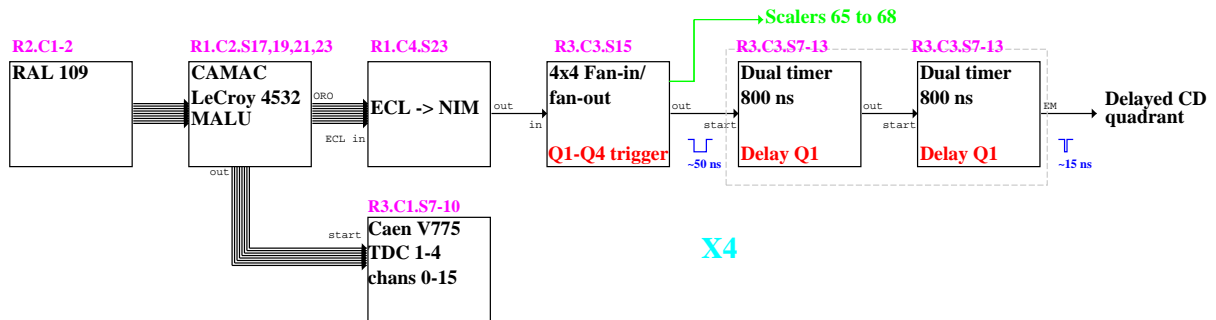 Scalers 65 to 68
R2.C1-2
R1.C2.S17,19,21,23
R1.C4.S23
R3.C3.S15
R3.C3.S7-13
R3.C3.S7-13
RAL 109
CAMAC
LeCroy 4532
MALU
ORO
ECL in
out
ECL -> NIM
out
in
4x4 Fan-in/
fan-out
Q1-Q4 trigger
out
start
~50 ns
Dual timer
800 ns
Delay Q1
out
start
Dual timer
800 ns
Delay Q1
EM
~15 ns
Delayed CD
quadrant
R3.C1.S7-10
start
Caen V775
TDC 1-4
chans 0-15
X4